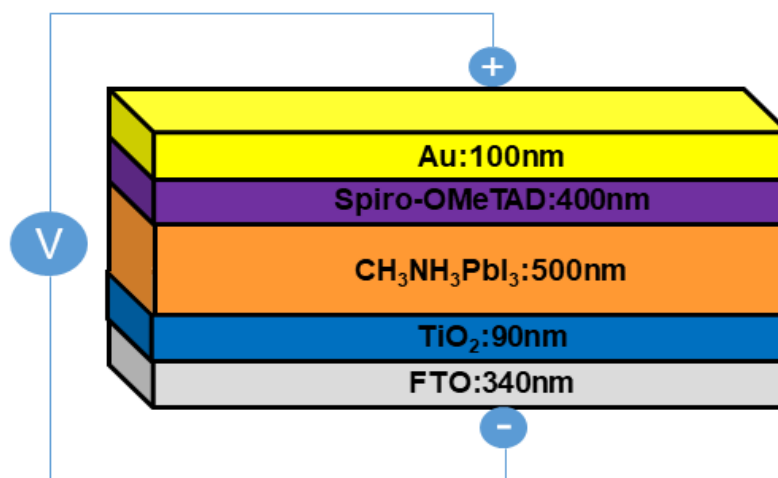 +
Au:100nm
Spiro-OMeTAD:400nm
V
CH₃NH₃PbI₃:500nm
TiO₂:90nm
FTO:340nm
-